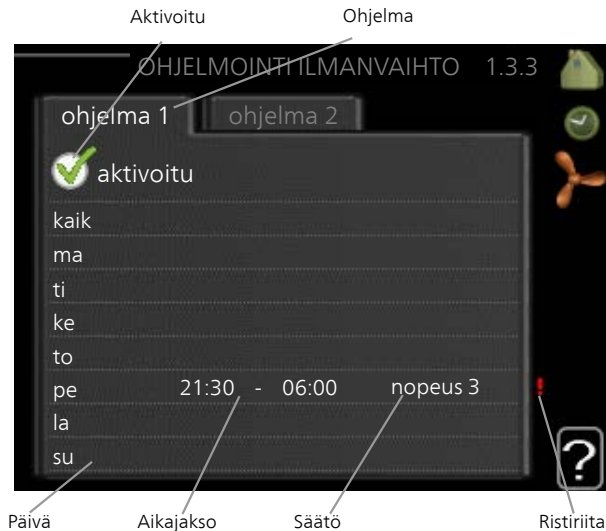 Aktivoitu Ohjelma
OHJELMOINTI ILMANVAIHTO 1.3.3
ohjelma 1 ohjelma 2
aktivoitu
kaik
ma
ti
ke
to
pe 21:30 - 06:00 nopeus 3 !
la
su
?
Päivä Aikajakso Säätö Ristiriita